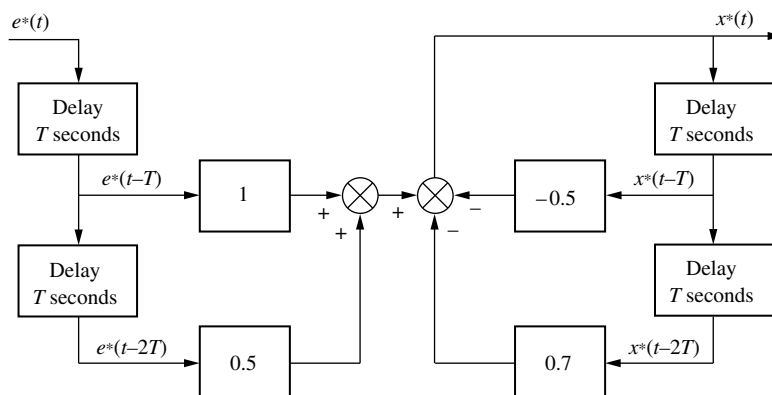 e*(t)
x*(t)
Delay
T seconds
Delay
T seconds
e*(t–T)
1
–0.5
x*(t–T)
+
+
+
–
–
Delay
T seconds
Delay
T seconds
e*(t–2T)
0.5
0.7
x*(t–2T)